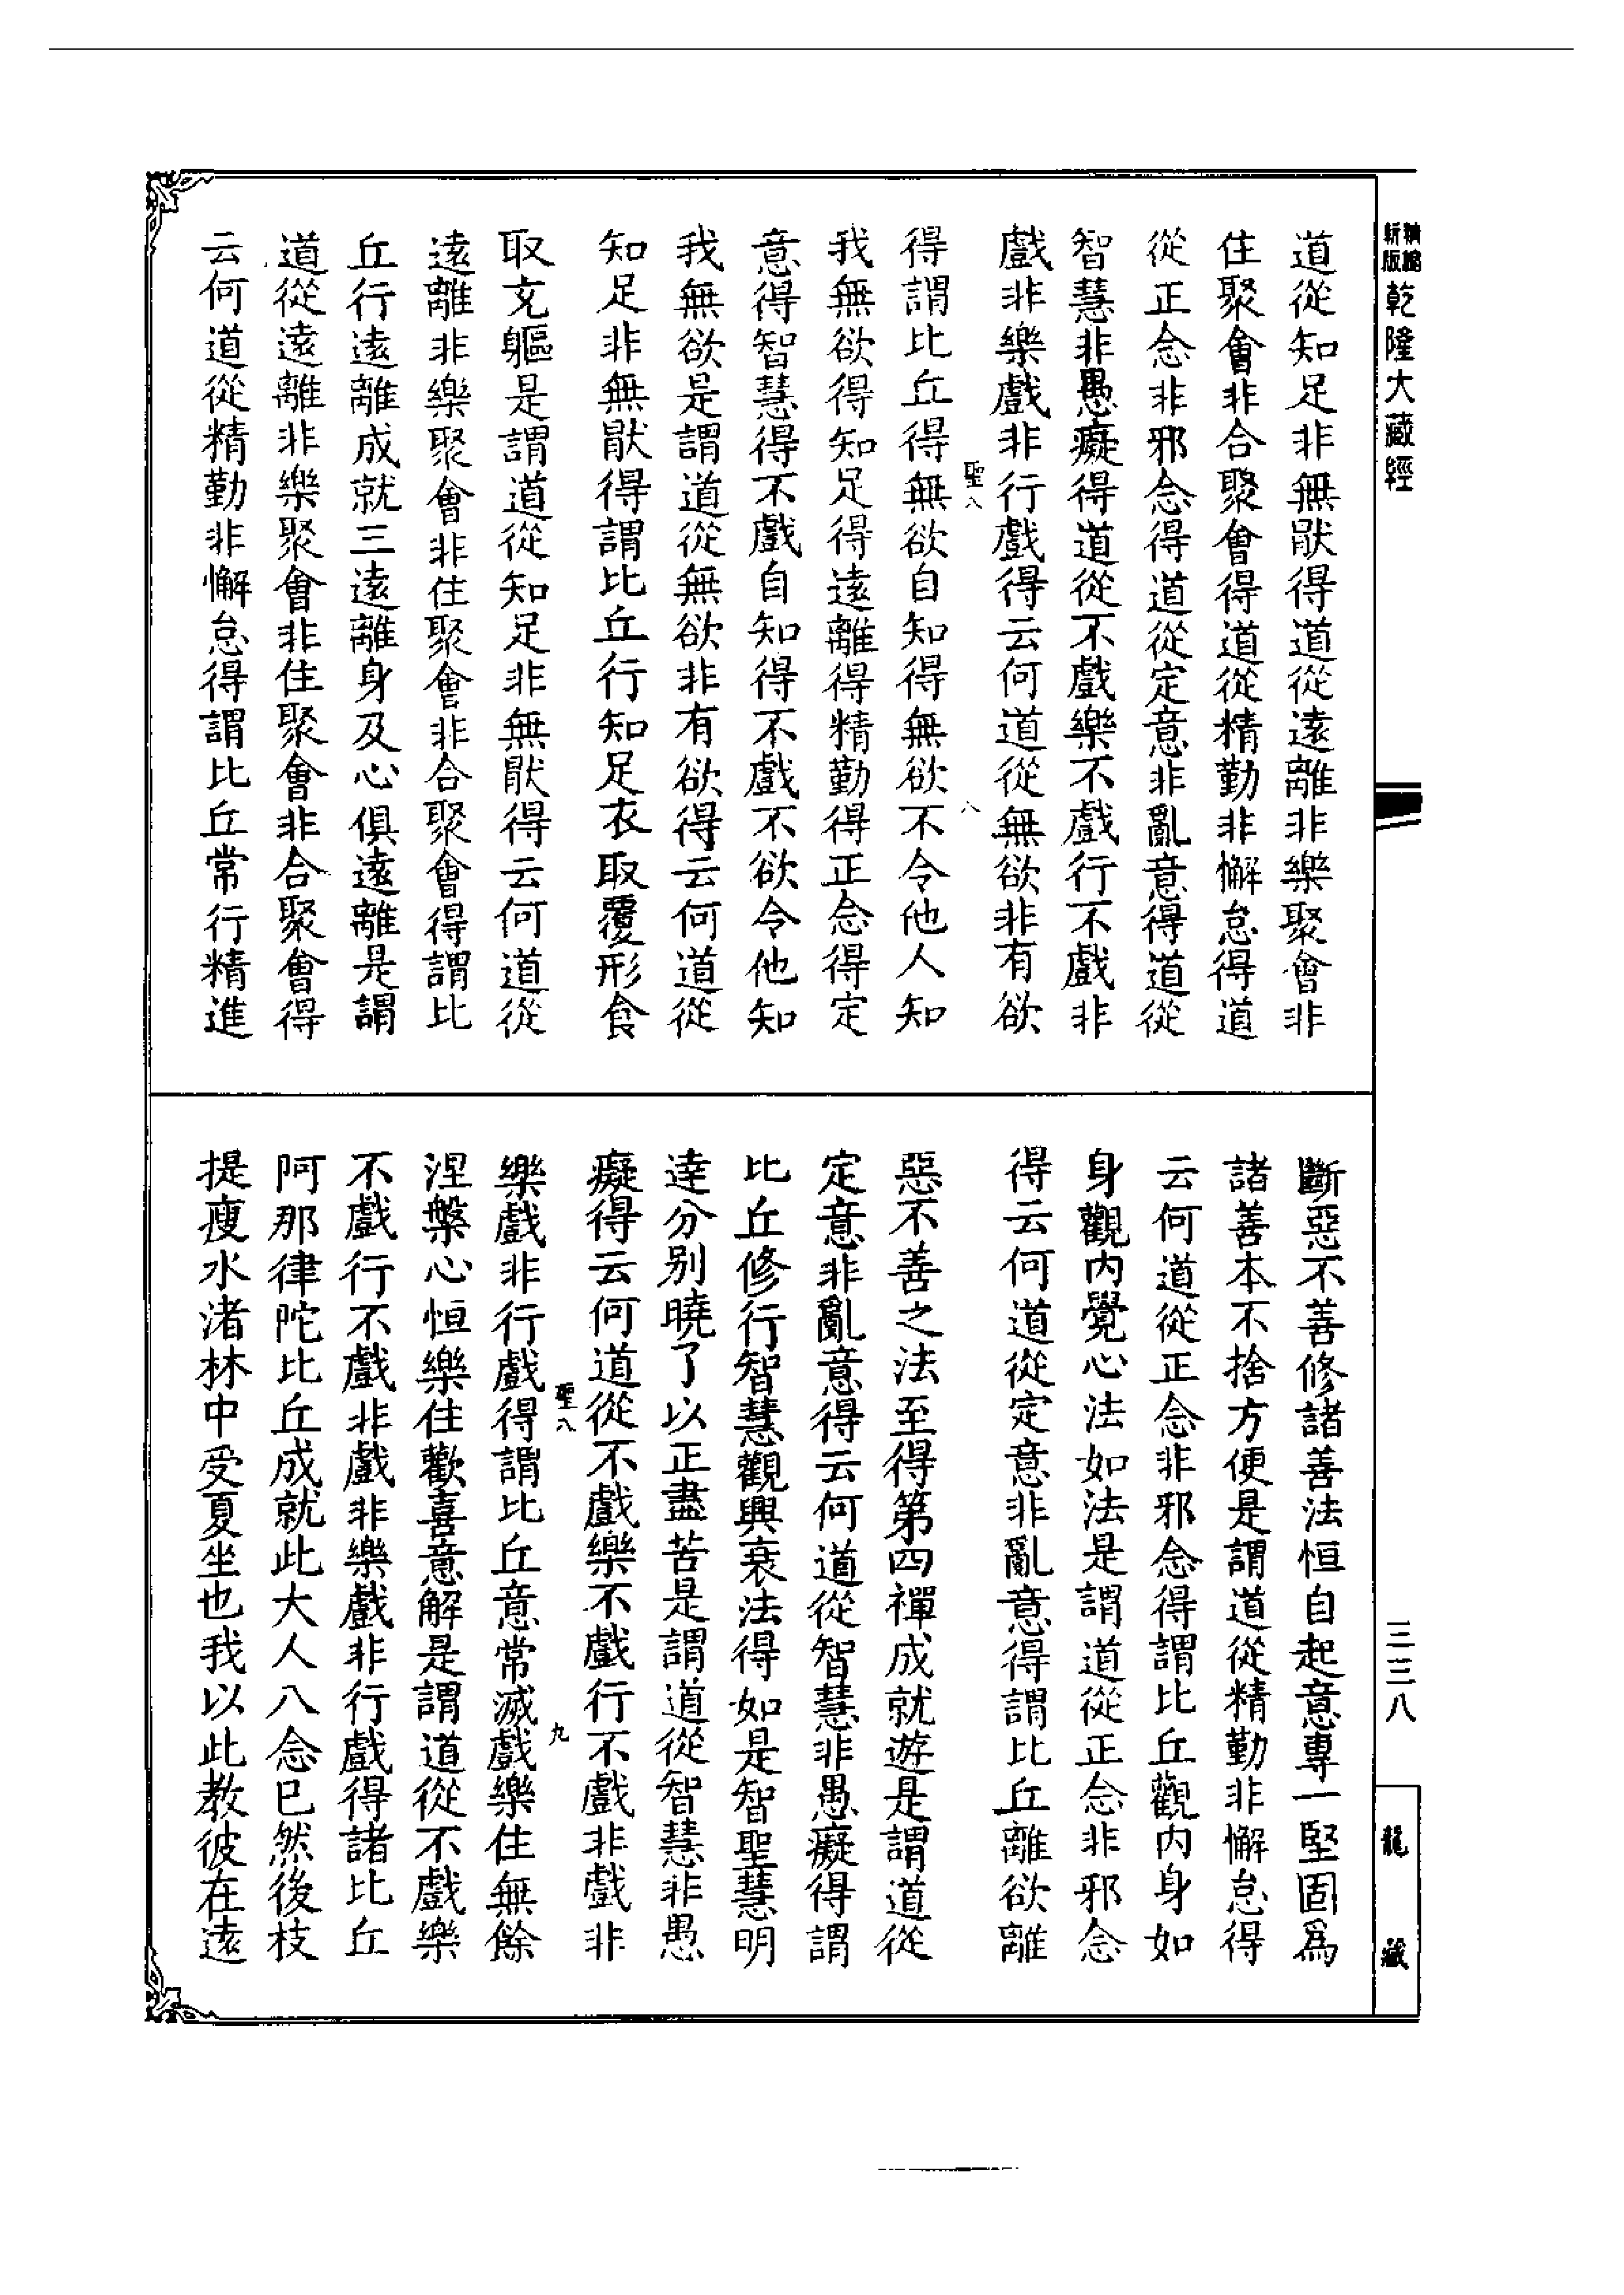 新版
精縮
乾隆大藏經
三三八
龍藏
道從知足非無猒得道從遠離非樂聚會非
住聚會非合聚會得道從精勤非懈怠得道
從正念非邪念得道從定意非亂意得道從
智慧非愚癡得道從不戲樂不戲行不戲非
戲非樂戲非行戲得云何道從無欲非有欲
聖八
八
得謂比丘得無欲自知得無欲不令他人知
我無欲得知足得遠離得精勤得正念得定
意得智慧得不戲自知得不戲不欲令他知
我無欲是謂道從無欲非有欲得云何道從
知足非無猒得謂比丘行知足衣取覆形食
取充軀是謂道從知足非無猒得云何道從
遠離非樂聚會非住聚會非合聚會得謂比
丘行遠離成就三遠離身及心俱遠離是謂
道從遠離非樂聚會非住聚會非合聚會得
云何道從精勤非懈怠得謂比丘常行精進
斷惡不善修諸善法恒自起意專一堅固爲
諸善本不捨方便是謂道從精勤非懈怠得
云何道從正念非邪念得謂比丘觀內身如
身觀內覺心法如法是謂道從正念非邪念
得云何道從定意非亂意得謂比丘離欲離
惡不善之法至得第四禪成就遊是謂道從
定意非亂意得云何道從智慧非愚癡得謂
比丘修行智慧觀興衰法得如是智聖慧明
達分別曉了以正盡苦是謂道從智慧非愚
癡得云何道從不戲樂不戲行不戲非戲非
聖八
九
樂戲非行戲得謂比丘意常滅戲樂住無餘
涅槃心恒樂住歡喜意解是謂道從不戲樂
不戲行不戲非戲非樂戲非行戲得諸比丘
阿那律陀比丘成就此大人八念已然後枝
提瘦水渚林中受夏坐也我以此教彼在遠